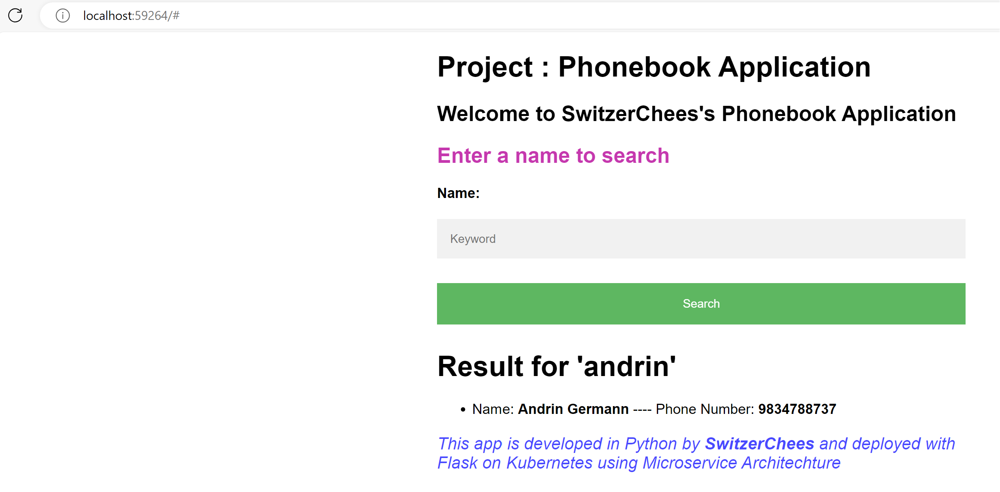 localhost:59264/#
Project : Phonebook Application
Welcome to SwitzerChees's Phonebook Application
Enter a name to search
Name:
Keyword
Search
Result for 'andrin'
• Name: Andrin Germann ---- Phone Number: 9834788737
This app is developed in Python by SwitzerChees and deployed with
Flask on Kubernetes using Microservice Architechture